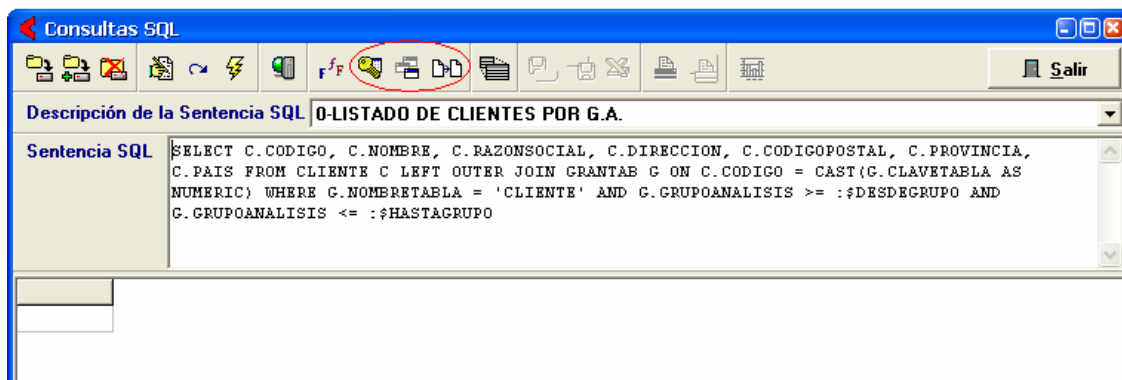 Consultas SQL
FfF
Salir
Descripción de la Sentencia SQL 0-LISTADO DE CLIENTES POR G.A.
Sentencia SQL
SELECT C.CODIGO, C.NOMBRE, C.RAZONSOCIAL, C.DIRECCION, C.CODIGOPOSTAL, C.PROVINCIA,
C.PAIS FROM CLIENTE C LEFT OUTER JOIN GRANTAB G ON C.CODIGO = CAST(G.CLAVETABLA AS
NUMERIC) WHERE G.NOMBRETABLA = 'CLIENTE' AND G.GRUPOANALISIS >= :$DESDEGRUPO AND
G.GRUPOANALISIS <= :$HASTAGRUPO